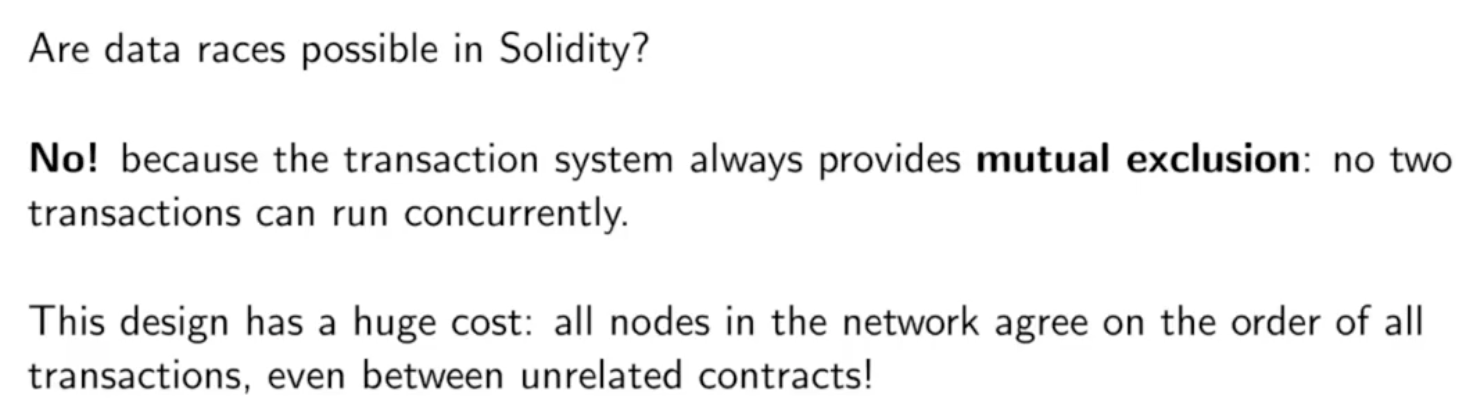 Are data races possible in Solidity?
No! because the transaction system always provides mutual exclusion: no two
transactions can run concurrently.
This design has a huge cost: all nodes in the network agree on the order of all
transactions, even between unrelated contracts!